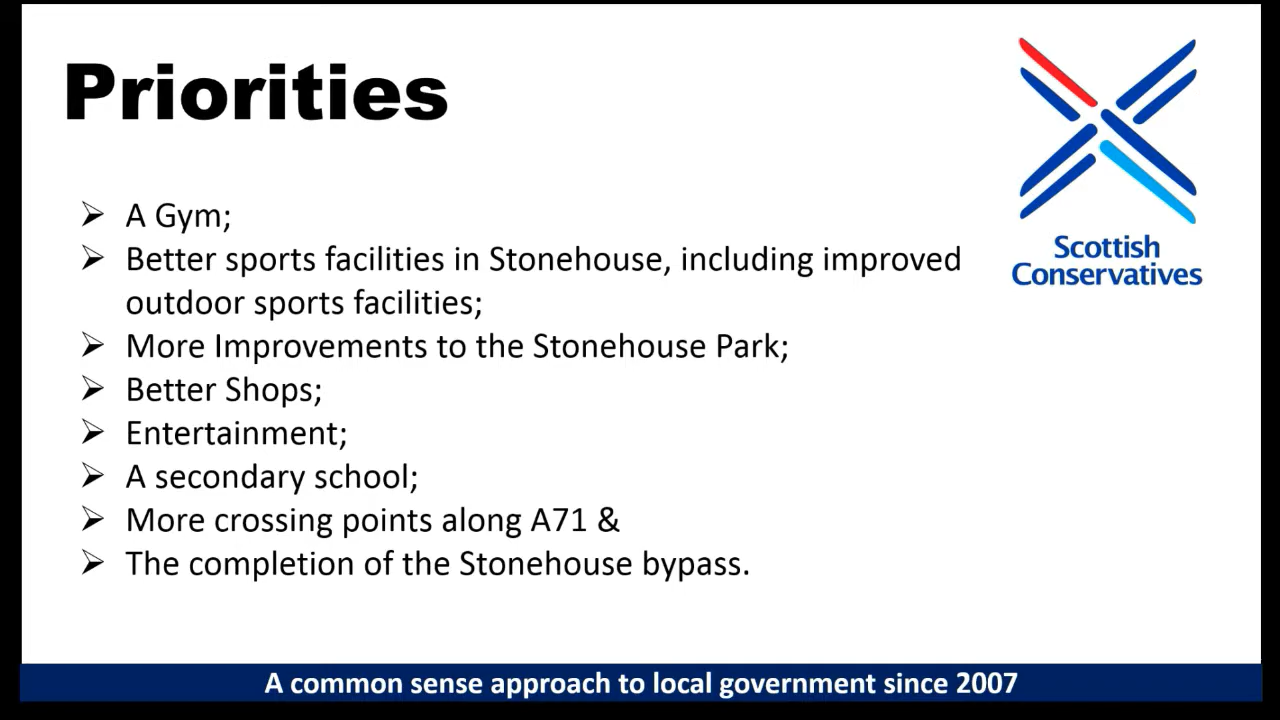 Priorities
A Gym;
Better sports facilities in Stonehouse, including improved
outdoor sports facilities;
More Improvements to the Stonehouse Park;
Better Shops;
Entertainment;
A secondary school;
More crossing points along A71 &
The completion of the Stonehouse bypass.
Scottish
Conservatives
A common sense approach to local government since 2007